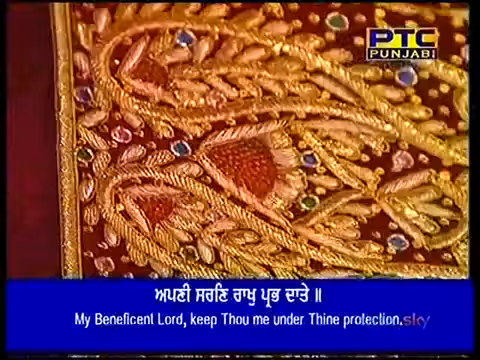 PTC
PUNJABI
ਅਪਣੀ ਸਰਣਿ ਰਾਖੁ ਪ੍ਰਭ ਦਾਤੇ ॥
My Beneficent Lord, keep Thou me under Thine protection.
sky